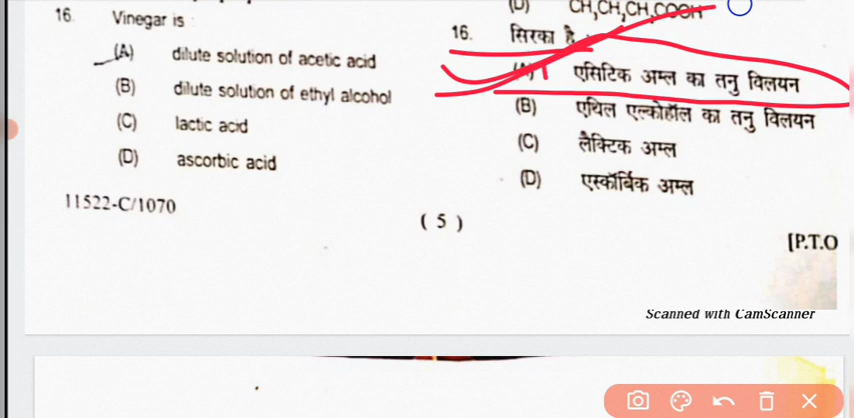 16. Vinegar is
(A) dilute solution of acetic acid
(B) dilute solution of ethyl alcohol
(C) lactic acid
(D) ascorbic acid
11522-C/1070
(D) CH₃CH₂CH₂COOH
16. सिरका है
(A) एसिटिक अम्ल का तनु विलयन
(B) एथिल एल्कोहॉल का तनु विलयन
(C) लैक्टिक अम्ल
(D) एस्कॉर्बिक अम्ल
( 5 )
[P.T.O
Scanned with CamScanner